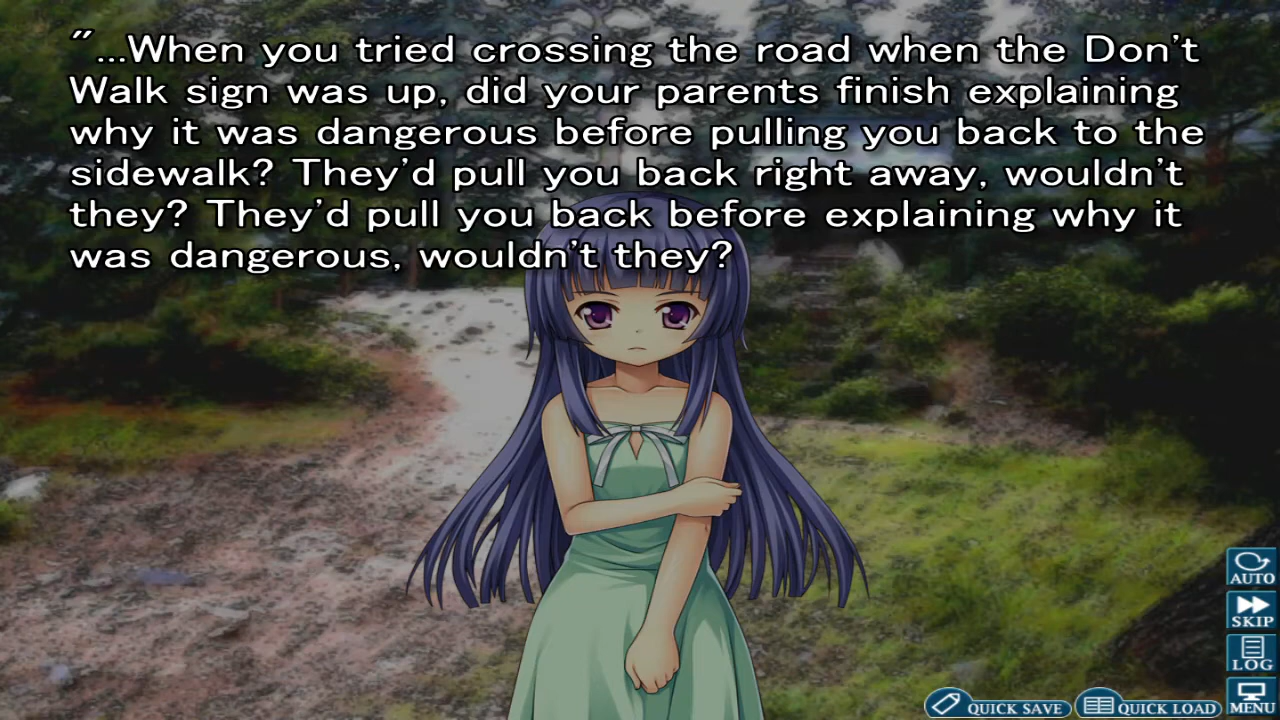 "...When you tried crossing the road when the Don't
Walk sign was up, did your parents finish explaining
why it was dangerous before pulling you back to the
sidewalk? They'd pull you back right away, wouldn't
they? They'd pull you back before explaining why it
was dangerous, wouldn't they?
AUTO
SKIP
LOG
MENU
QUICK SAVE
QUICK LOAD